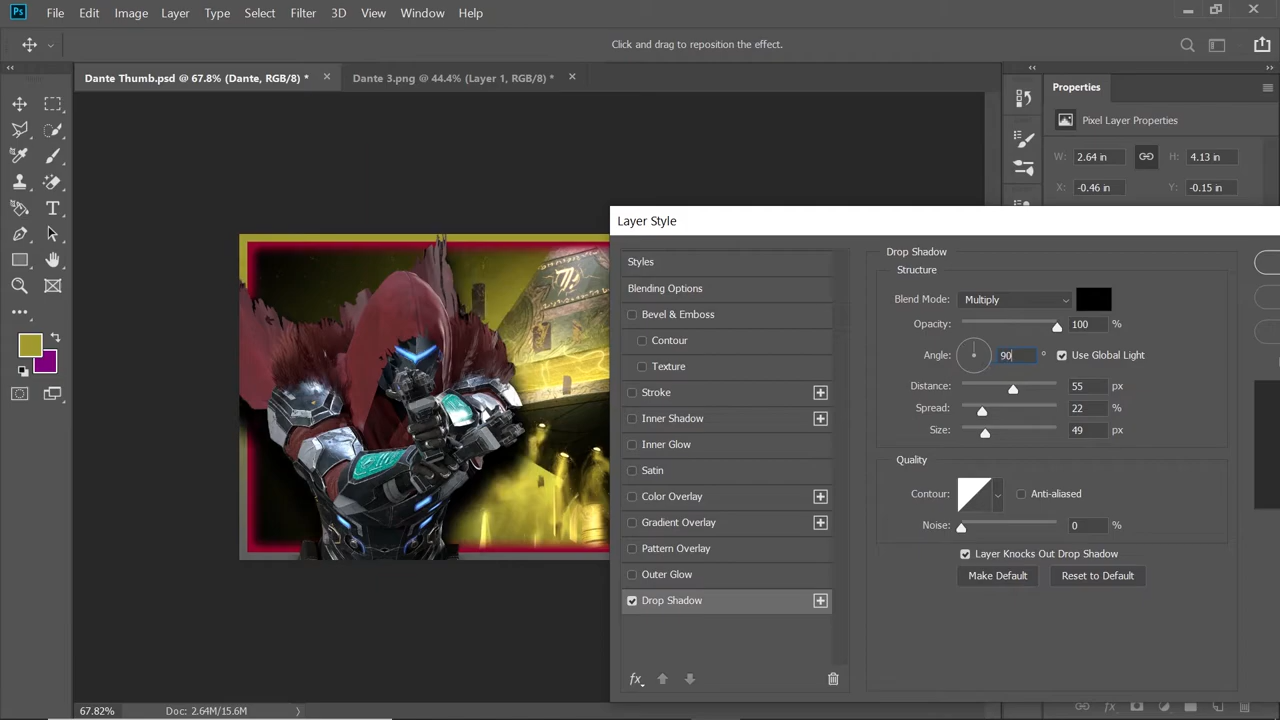 Ps File Edit Image Layer Type Select Filter 3D View Window Help
Click and drag to reposition the effect.
Dante Thumb.psd @ 67.8% (Dante, RGB/8) * × Dante 3.png @ 44.4% (Layer 1, RGB/8) * ×
Properties
Pixel Layer Properties
W: 2.64 in H: 4.13 in
X: -0.46 in Y: -0.15 in
Layer Style
Styles
Blending Options
Bevel & Emboss
Contour
Texture
Stroke
Inner Shadow
Inner Glow
Satin
Color Overlay
Gradient Overlay
Pattern Overlay
Outer Glow
Drop Shadow
fx
Drop Shadow
Structure
Blend Mode: Multiply
Opacity: 100 %
Angle: 90 ° Use Global Light
Distance: 55 px
Spread: 22 %
Size: 49 px
Quality
Contour: Anti-aliased
Noise: 0 %
Layer Knocks Out Drop Shadow
Make Default Reset to Default
67.82% Doc: 2.64M/15.6M
fx